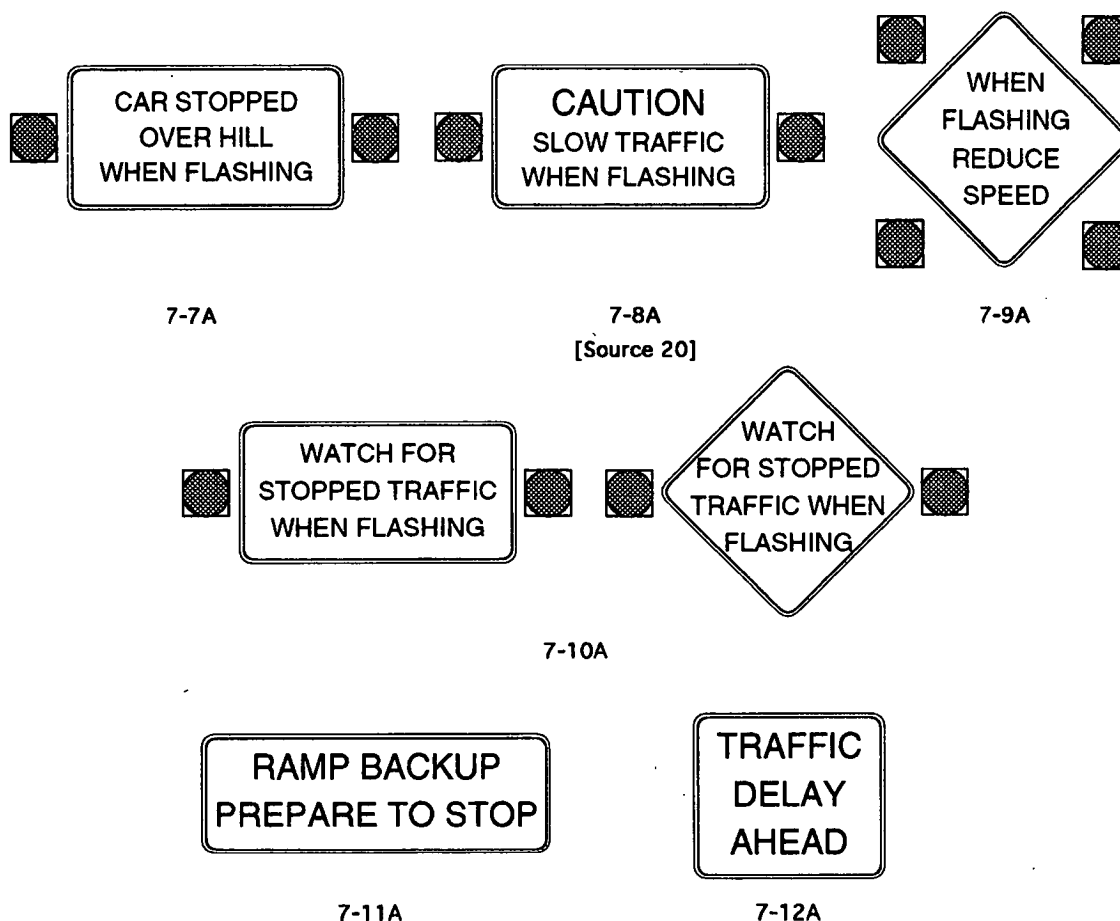 CAR STOPPED
OVER HILL
WHEN FLASHING
CAUTION
SLOW TRAFFIC
WHEN FLASHING
WHEN
FLASHING
REDUCE
SPEED
7-7A
7-8A
[Source 20]
7-9A
WATCH FOR
STOPPED TRAFFIC
WHEN FLASHING
WATCH
FOR STOPPED
TRAFFIC WHEN
FLASHING
7-10A
RAMP BACKUP
PREPARE TO STOP
TRAFFIC
DELAY
AHEAD
7-11A
7-12A